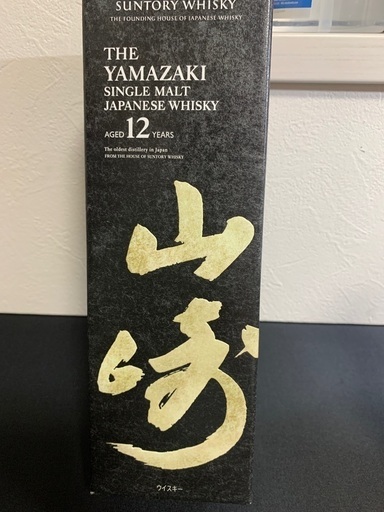 SUNTORY WHISKY
THE FOUNDING HOUSE OF JAPANESE WHISKY
THE
YAMAZAKI
SINGLE MALT
JAPANESE WHISKY
AGED 12 YEARS
The oldest distillery in Japan
FROM THE HOUSE OF SUNTORY WHISKY
山崎
ウイスキー